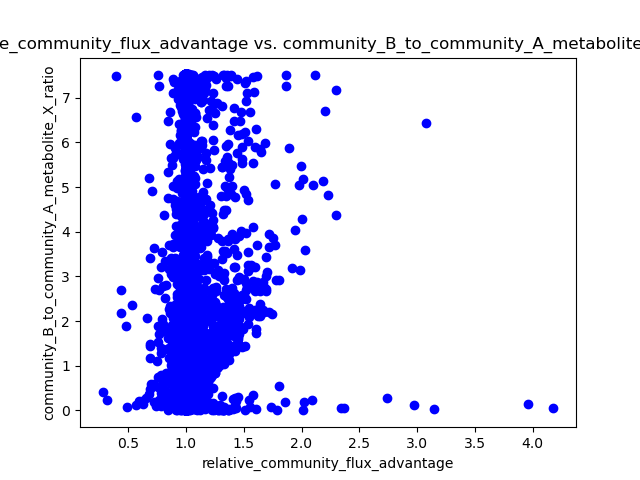 e_community_flux_advantage vs. community_B_to_community_A_metabolite
community_B_to_community_A_metabolite_X_ratio
7
6
5
4
3
2
1
0
0.5 1.0 1.5 2.0 2.5 3.0 3.5 4.0
relative_community_flux_advantage